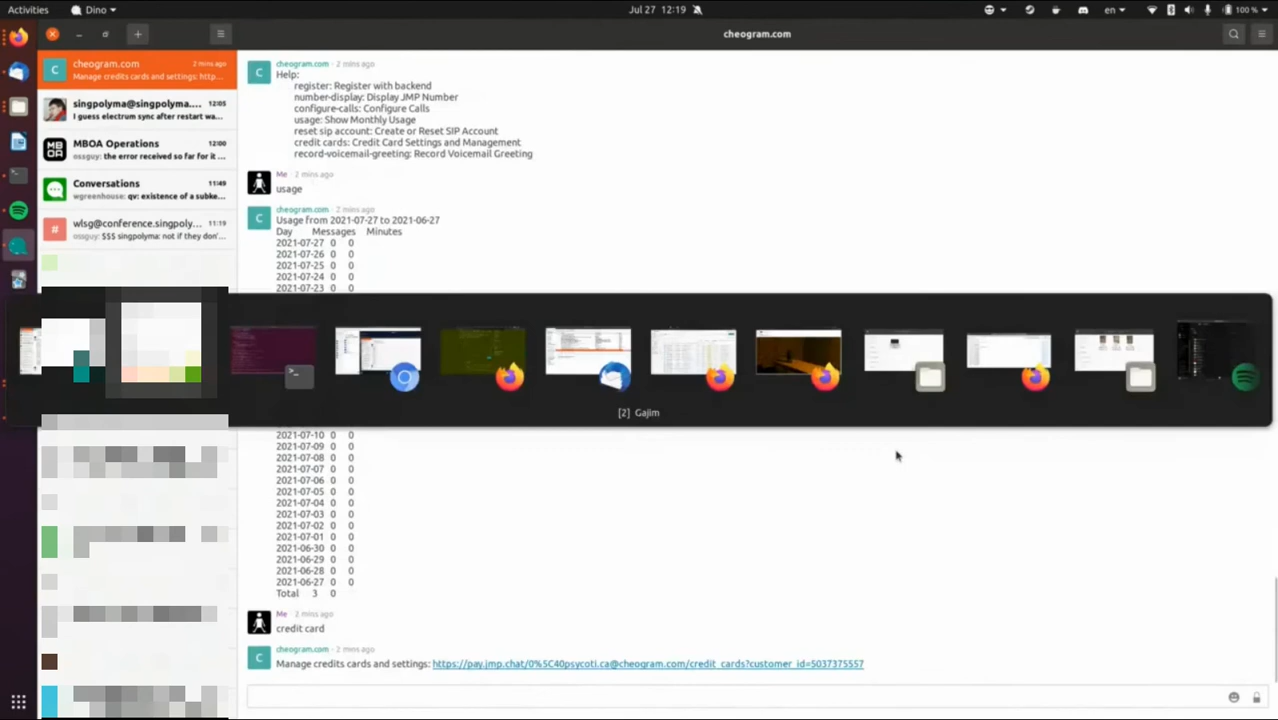 Activities
Dino
Jul 27 12:19
en
100 %
cheogram.com
cheogram.com 2 mins ago
Manage credits cards and settings: http...
singpolyma@singpolyma.... 12:05
I guess electrum sync after restart wa...
MBOA Operations 12:00
ossguy: the error received so far for it ...
Conversations 11:49
wgreenhouse: qv: existence of a subke...
wlsg@conference.singpoly... 11:19
ossguy: $$$ singpolyma: not if they don'...
cheogram.com · 2 mins ago
Help:
register: Register with backend
number-display: Display JMP Number
configure-calls: Configure Calls
usage: Show Monthly Usage
reset sip account: Create or Reset SIP Account
credit cards: Credit Card Settings and Management
record-voicemail-greeting: Record Voicemail Greeting
Me · 2 mins ago
usage
cheogram.com · 2 mins ago
Usage from 2021-07-27 to 2021-06-27
Day Messages Minutes
2021-07-27 0 0
2021-07-26 0 0
2021-07-25 0 0
2021-07-24 0 0
2021-07-23 0 0
[2] Gajim
2021-07-10 0 0
2021-07-09 0 0
2021-07-08 0 0
2021-07-07 0 0
2021-07-06 0 0
2021-07-05 0 0
2021-07-04 0 0
2021-07-03 0 0
2021-07-02 0 0
2021-07-01 0 0
2021-06-30 0 0
2021-06-29 0 0
2021-06-28 0 0
2021-06-27 0 0
Total 3 0
Me · 2 mins ago
credit card
cheogram.com · 2 mins ago
Manage credits cards and settings: https://pay.jmp.chat/0%5C40psycoti.ca@cheogram.com/credit_cards?customer_id=5037375557